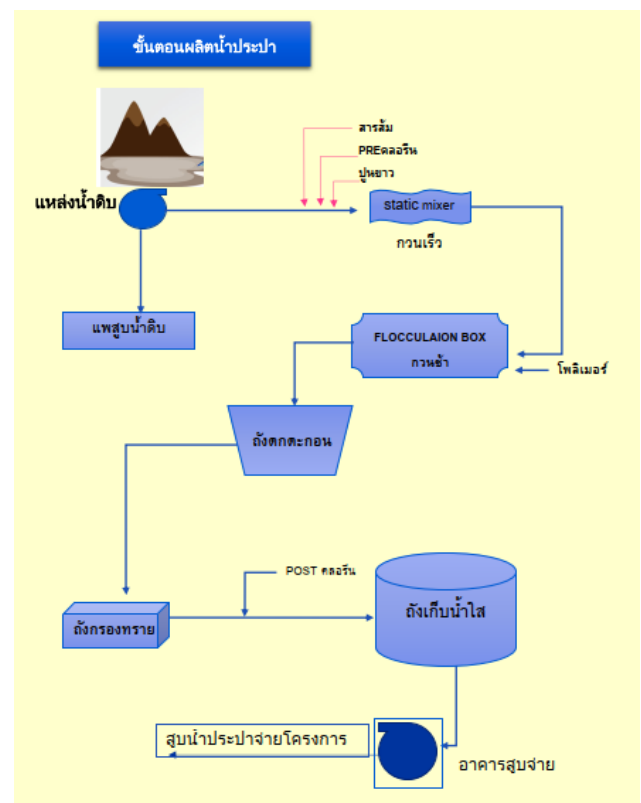 ขั้นตอนผลิตน้ำประปา
สารส้ม
PREคลอรีน
ปูนขาว
แหล่งน้ำดิบ
static mixer
กวนเร็ว
แพสูบน้ำดิบ
FLOCCULAION BOX
กวนช้า
โพลิเมอร์
ถังตกตะกอน
POST คลอรีน
ถังกรองทราย
ถังเก็บน้ำใส
สูบน้ำประปาจ่ายโครงการ
อาคารสูบจ่าย